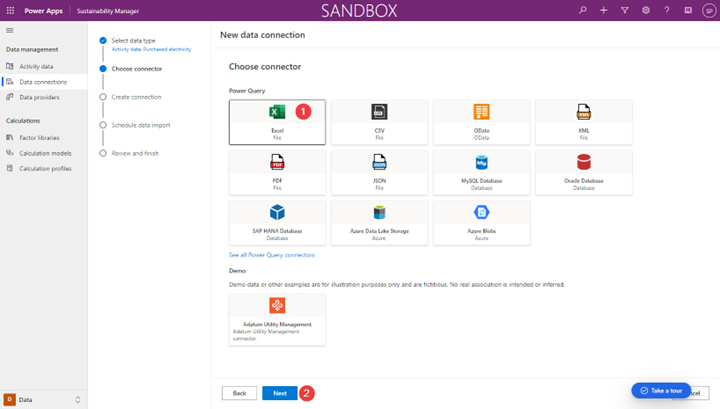 Power Apps
Sustainability Manager
SANDBOX
SP
Data management
Activity data
Data connections
Data providers
Calculations
Factor libraries
Calculation models
Calculation profiles
D
Data
Select data type
Activity data: Purchased electricity
Choose connector
Create connection
Schedule data import
Review and finish
New data connection
Choose connector
Power Query
1
Excel
File
CSV
File
OData
OData
XML
XML
File
PDF
PDF
File
JSON
JSON
File
My
MySQL Database
Database
Oracle Database
Database
SAP HANA Database
Database
Azure Data Lake Storage
Azure
Azure Blobs
Azure
See all Power Query connectors
Demo
Demo data or other examples are for illustration purposes only and are fictitious. No real association is intended or inferred.
Adatum Utility Management
Adatum Utility Management
connector
Back
Next
2
Take a tour
cel